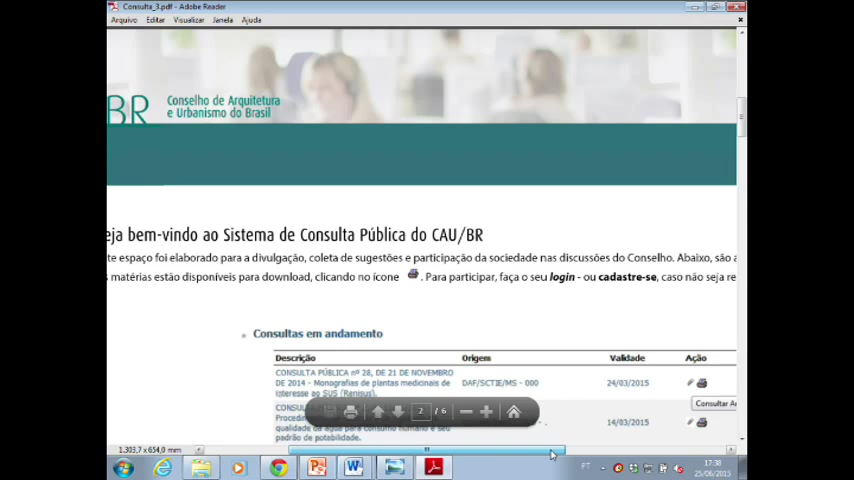 Consulta_3.pdf - Adobe Reader
Arquivo Editar Visualizar Janela Ajuda
BR Conselho de Arquitetura
e Urbanismo do Brasil
eja bem-vindo ao Sistema de Consulta Pública do CAU/BR
te espaço foi elaborado para a divulgação, coleta de sugestões e participação da sociedade nas discussões do Conselho. Abaixo, são a
s matérias estão disponíveis para download, clicando no ícone . Para participar, faça o seu login - ou cadastre-se, caso não seja re
Consultas em andamento
Descrição Origem Validade Ação
CONSULTA PÚBLICA nº 28, DE 21 DE NOVEMBRO
DE 2014 - Monografias de plantas medicinais de DAF/SCTIE/MS - 000 24/03/2015
interesse ao SUS (Renisus).
Consultar
CONSULTA
2 / 6
14/03/2015
qualidade da água para consumo humano e seu
padrão de potabilidade.
1.303,7 x 654,0 mm
PT 17:38
25/06/2015